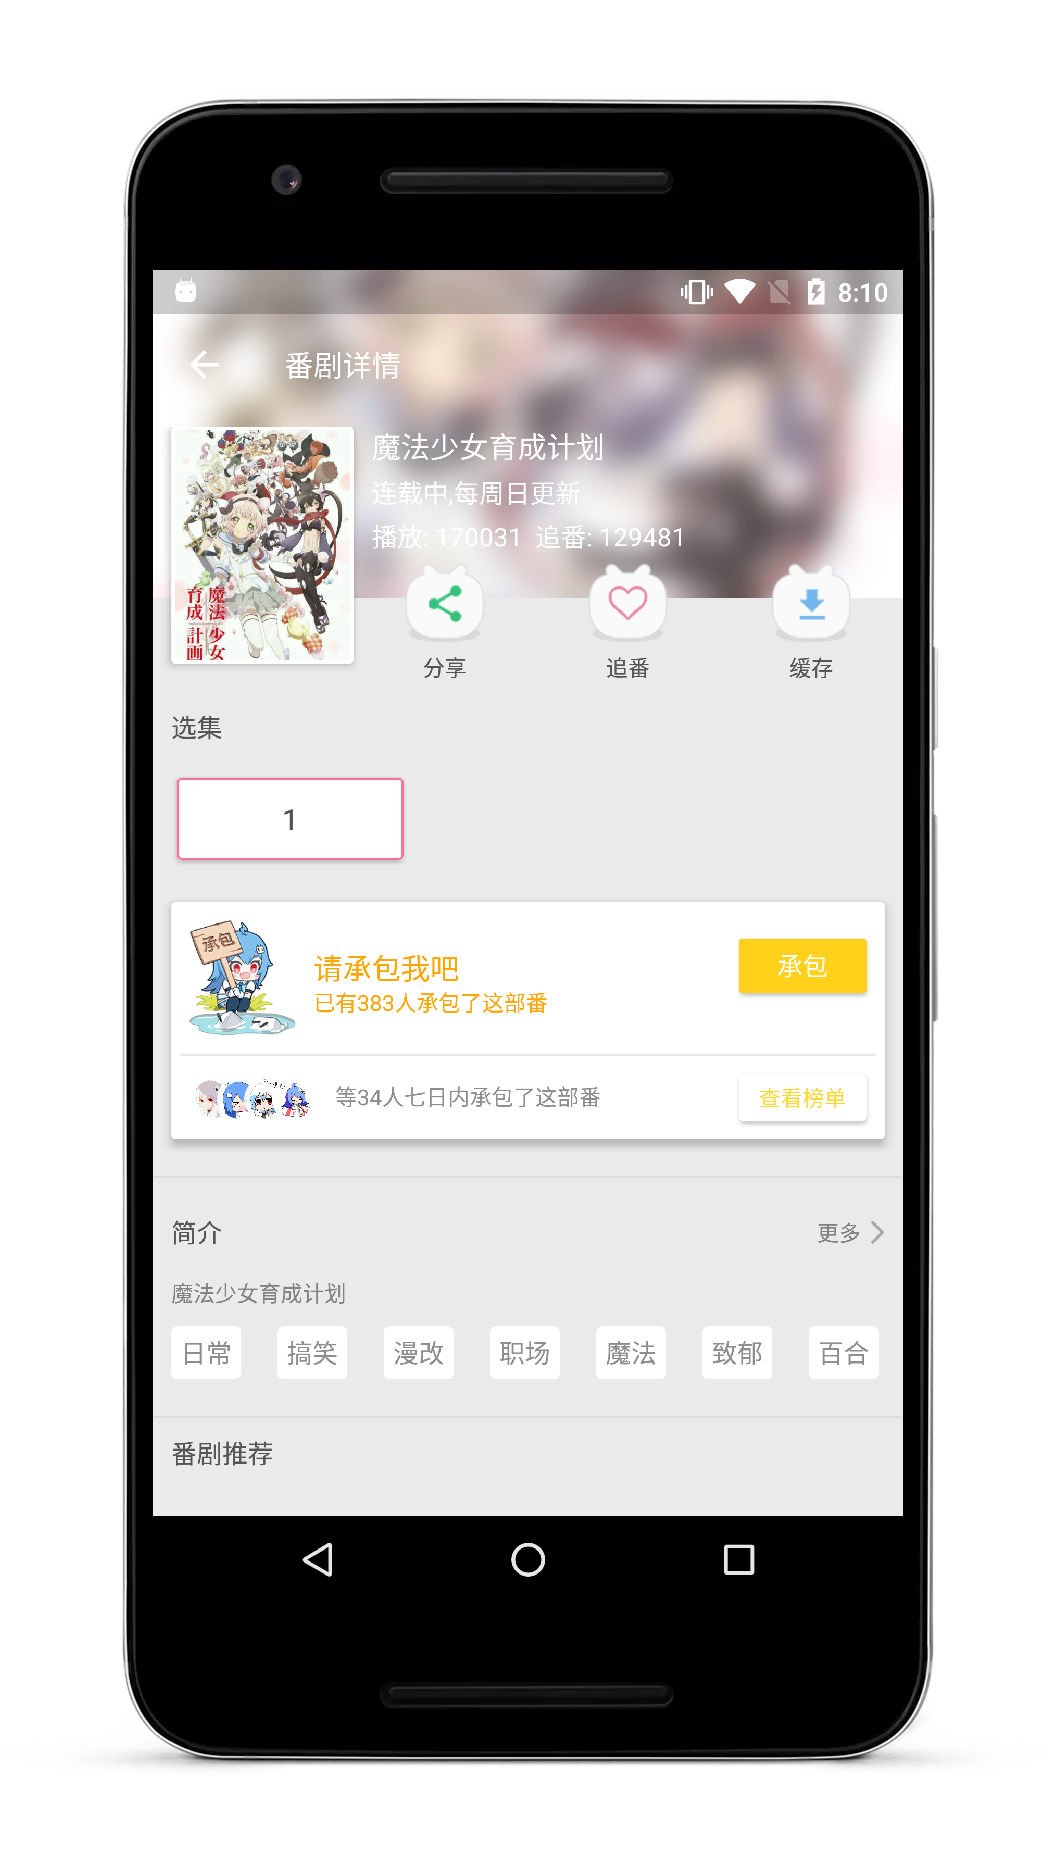 8:10
番剧详情
魔法少女育成计划
连载中,每周日更新
播放: 170031 追番: 129481
魔法少女
育成計画
分享
追番
缓存
选集
1
承包
请承包我吧
已有383人承包了这部番
承包
等34人七日内承包了这部番
查看榜单
简介
更多
魔法少女育成计划
日常
搞笑
漫改
职场
魔法
致郁
百合
番剧推荐